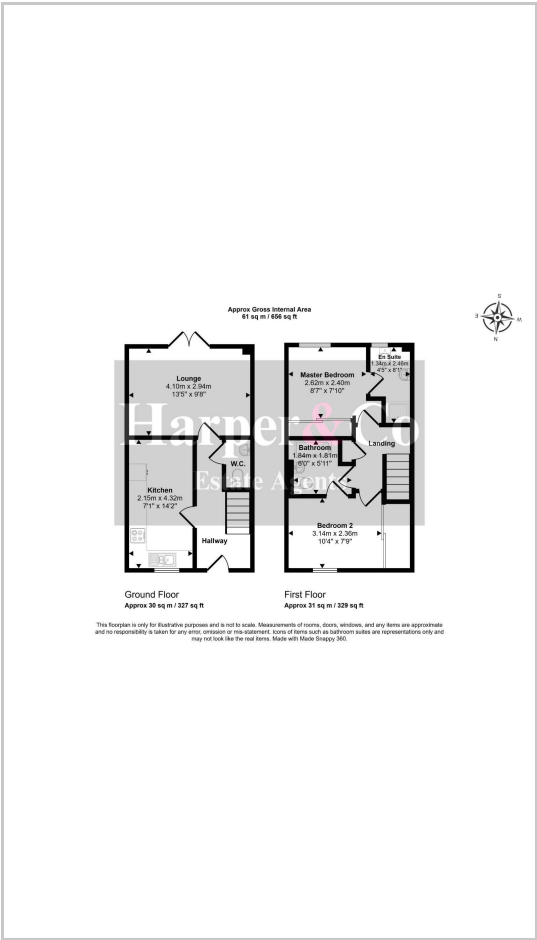 Approx Gross Internal Area
61 sq m / 656 sq ft
S
E
W
N
Lounge
4.10m x 2.94m
13'5" x 9'8"
Master Bedroom
2.62m x 2.40m
8'7" x 7'10"
En Suite
1.34m x 2.46m
4'5" x 8'1"
Harper & Co
Estate Agents
Landing
Bathroom
1.84m x 1.81m
6'0" x 5'11"
W.C.
Kitchen
2.15m x 4.32m
7'1" x 14'2"
Hallway
Bedroom 2
3.14m x 2.36m
10'4" x 7'9"
Ground Floor
Approx 30 sq m / 327 sq ft
First Floor
Approx 31 sq m / 329 sq ft
This floorplan is only for illustrative purposes and is not to scale. Measurements of rooms, doors, windows, and any items are approximate
and no responsibility is taken for any error, omission or mis-statement. Icons of items such as bathroom suites are representations only and
may not look like the real items. Made with Made Snappy 360.